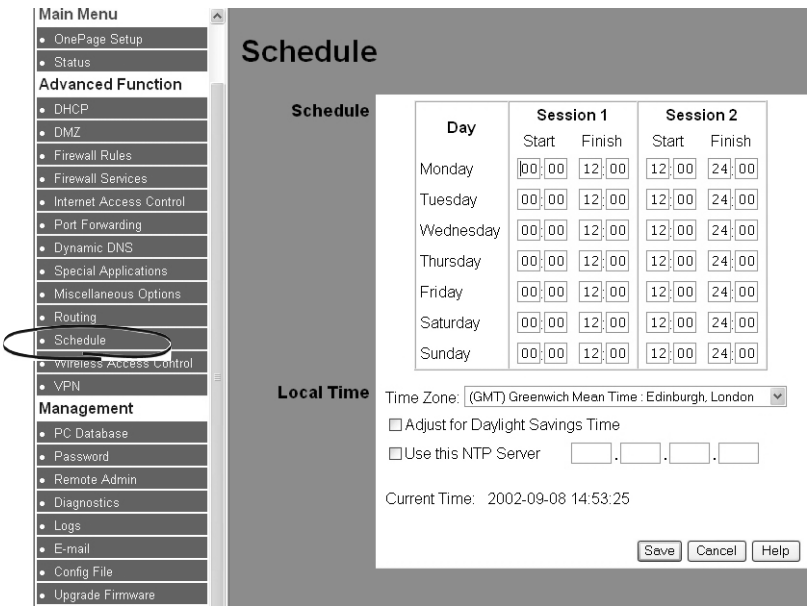 Main Menu
OnePage Setup
Status
Advanced Function
DHCP
DMZ
Firewall Rules
Firewall Services
Internet Access Control
Port Forwarding
Dynamic DNS
Special Applications
Miscellaneous Options
Routing
Schedule
Wireless Access Control
VPN
Management
PC Database
Password
Remote Admin
Diagnostics
Logs
E-mail
Config File
Upgrade Firmware
Schedule
Schedule
Day Session 1 Session 2
Start Finish Start Finish
Monday 00:00 12:00 12:00 24:00
Tuesday 00:00 12:00 12:00 24:00
Wednesday 00:00 12:00 12:00 24:00
Thursday 00:00 12:00 12:00 24:00
Friday 00:00 12:00 12:00 24:00
Saturday 00:00 12:00 12:00 24:00
Sunday 00:00 12:00 12:00 24:00
Local Time
Time Zone: (GMT) Greenwich Mean Time : Edinburgh, London
Adjust for Daylight Savings Time
Use this NTP Server . . .
Current Time: 2002-09-08 14:53:25
Save Cancel Help